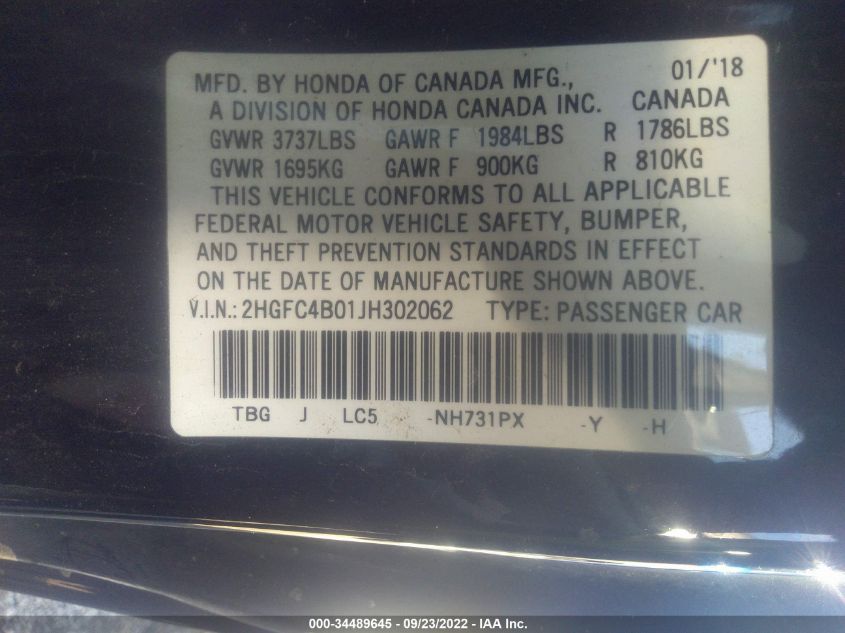 MFD. BY HONDA OF CANADA MFG., 01/'18
A DIVISION OF HONDA CANADA INC. CANADA
GVWR 3737LBS GAWR F 1984LBS R 1786LBS
GVWR 1695KG GAWR F 900KG R 810KG
THIS VEHICLE CONFORMS TO ALL APPLICABLE
FEDERAL MOTOR VEHICLE SAFETY, BUMPER,
AND THEFT PREVENTION STANDARDS IN EFFECT
ON THE DATE OF MANUFACTURE SHOWN ABOVE.
V.I.N.: 2HGFC4B01JH302062 TYPE: PASSENGER CAR
TBG J LC5 -NH731PX -Y -H
000-34489645 - 09/23/2022 - IAA Inc.